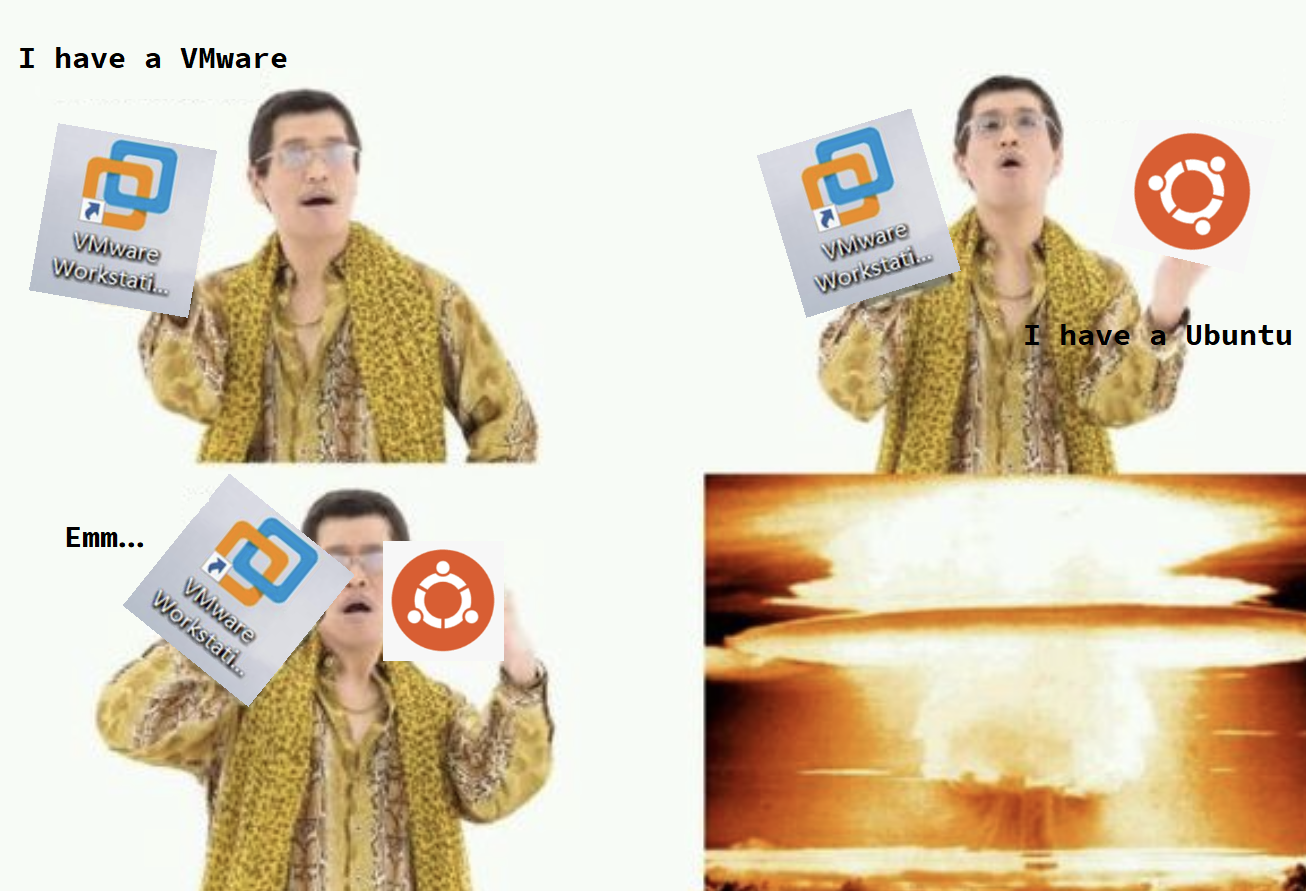 I have a VMware
VMware
Workstati...
VMware
Workstati...
I have a Ubuntu
Emm...
VMware
Workstati...